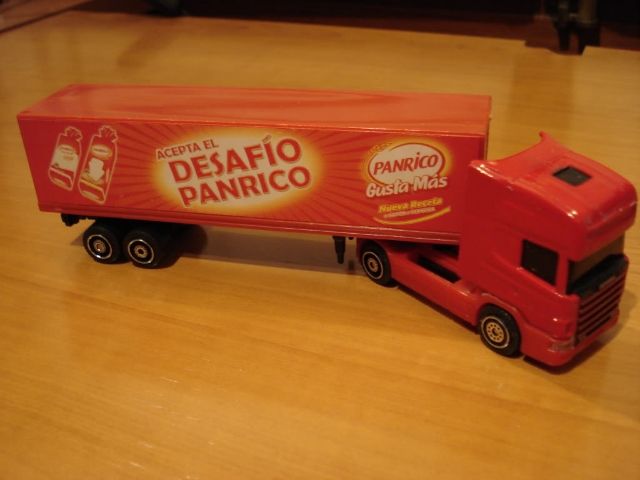 ACEPTA EL
DESAFÍO
PANRICO
PANRICO
Gusta Más
Nueva Receta